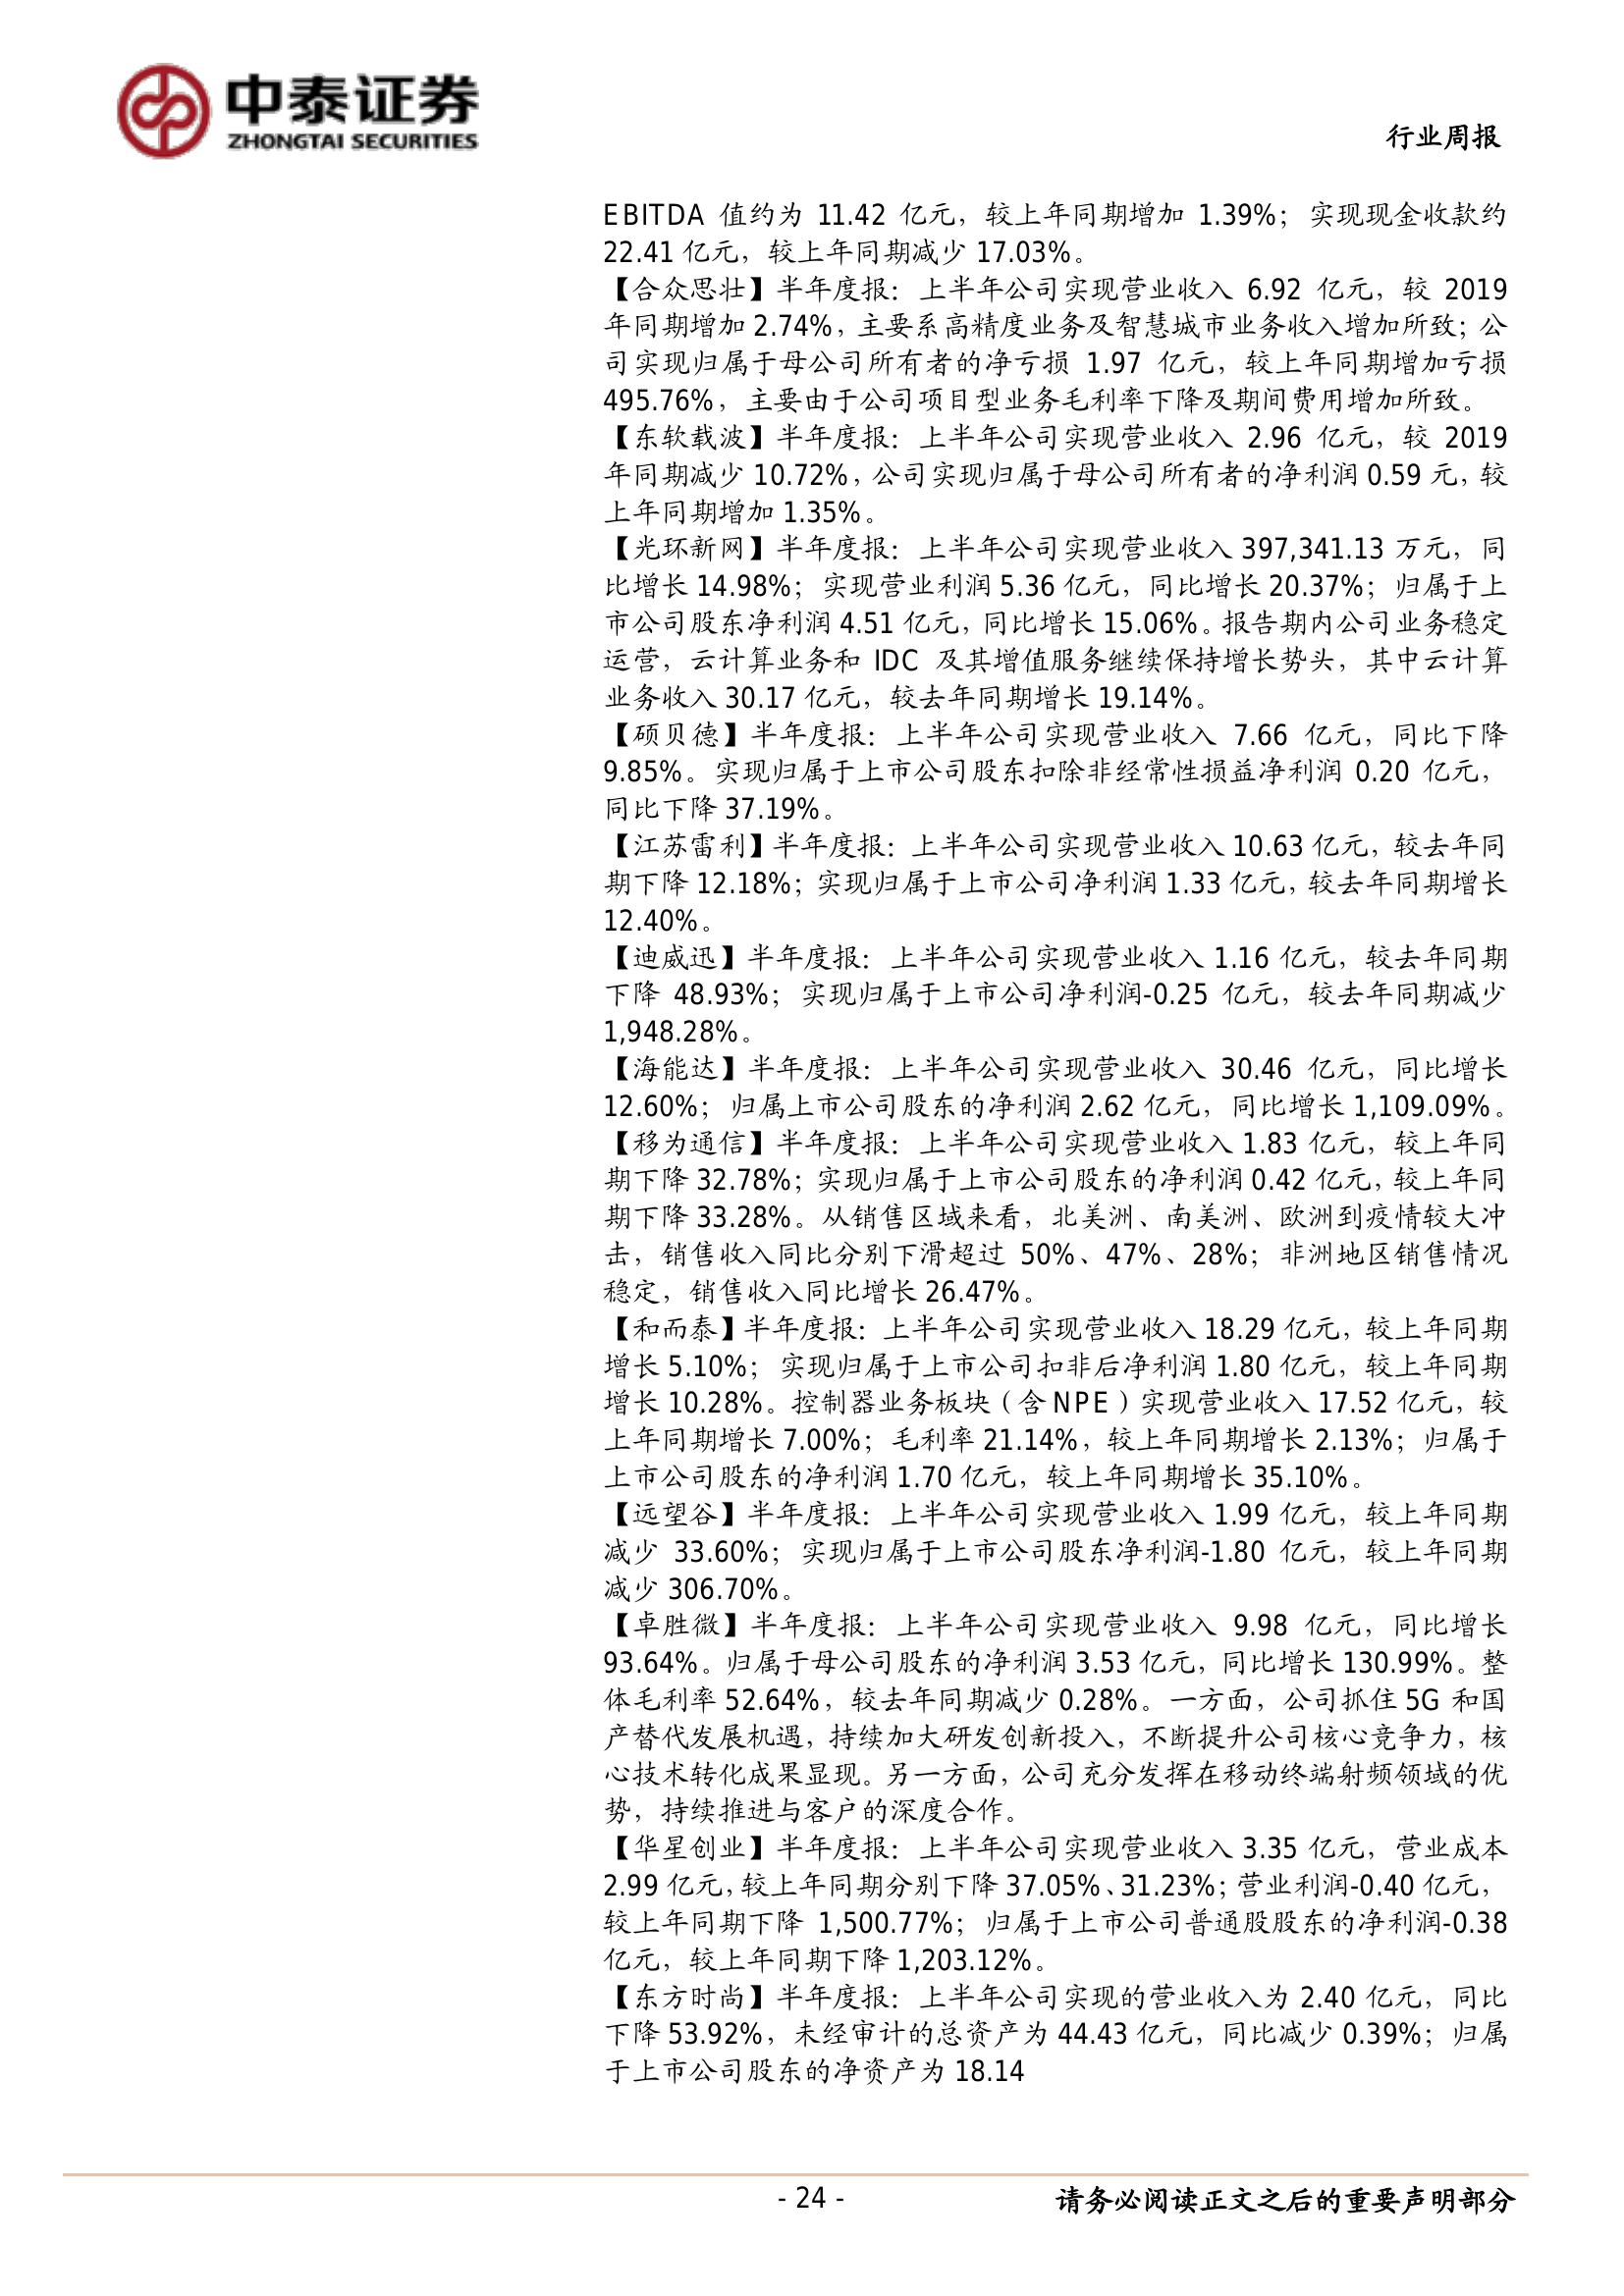 中泰证券
ZHONGTAI SECURITIES
行业周报
EBITDA 值约为 11.42 亿元，较上年同期增加 1.39%；实现现金收款约
22.41 亿元，较上年同期减少 17.03%。
【合众思壮】半年度报：上半年公司实现营业收入 6.92 亿元，较 2019
年同期增加 2.74%，主要系高精度业务及智慧城市业务收入增加所致；公
司实现归属于母公司所有者的净亏损 1.97 亿元，较上年同期增加亏损
495.76%，主要由于公司项目型业务毛利率下降及期间费用增加所致。
【东软载波】半年度报：上半年公司实现营业收入 2.96 亿元，较 2019
年同期减少 10.72%，公司实现归属于母公司所有者的净利润 0.59 元，较
上年同期增加 1.35%。
【光环新网】半年度报：上半年公司实现营业收入 397,341.13 万元，同
比增长 14.98%；实现营业利润 5.36 亿元，同比增长 20.37%；归属于上
市公司股东净利润 4.51 亿元，同比增长 15.06%。报告期内公司业务稳定
运营，云计算业务和 IDC 及其增值服务继续保持增长势头，其中云计算
业务收入 30.17 亿元，较去年同期增长 19.14%。
【硕贝德】半年度报：上半年公司实现营业收入 7.66 亿元，同比下降
9.85%。实现归属于上市公司股东扣除非经常性损益净利润 0.20 亿元，
同比下降 37.19%。
【江苏雷利】半年度报：上半年公司实现营业收入 10.63 亿元，较去年同
期下降 12.18%；实现归属于上市公司净利润 1.33 亿元，较去年同期增长
12.40%。
【迪威迅】半年度报：上半年公司实现营业收入 1.16 亿元，较去年同期
下降 48.93%；实现归属于上市公司净利润-0.25 亿元，较去年同期减少
1,948.28%。
【海能达】半年度报：上半年公司实现营业收入 30.46 亿元，同比增长
12.60%；归属上市公司股东的净利润 2.62 亿元，同比增长 1,109.09%。
【移为通信】半年度报：上半年公司实现营业收入 1.83 亿元，较上年同
期下降 32.78%；实现归属于上市公司股东的净利润 0.42 亿元，较上年同
期下降 33.28%。从销售区域来看，北美洲、南美洲、欧洲到疫情较大冲
击，销售收入同比分别下滑超过 50%、47%、28%；非洲地区销售情况
稳定，销售收入同比增长 26.47%。
【和而泰】半年度报：上半年公司实现营业收入 18.29 亿元，较上年同期
增长 5.10%；实现归属于上市公司扣非后净利润 1.80 亿元，较上年同期
增长 10.28%。控制器业务板块（含 NPE）实现营业收入 17.52 亿元，较
上年同期增长 7.00%；毛利率 21.14%，较上年同期增长 2.13%；归属于
上市公司股东的净利润 1.70 亿元，较上年同期增长 35.10%。
【远望谷】半年度报：上半年公司实现营业收入 1.99 亿元，较上年同期
减少 33.60%；实现归属于上市公司股东净利润-1.80 亿元，较上年同期
减少 306.70%。
【卓胜微】半年度报：上半年公司实现营业收入 9.98 亿元，同比增长
93.64%。归属于母公司股东的净利润 3.53 亿元，同比增长 130.99%。整
体毛利率 52.64%，较去年同期减少 0.28%。一方面，公司抓住 5G 和国
产替代发展机遇，持续加大研发创新投入，不断提升公司核心竞争力，核
心技术转化成果显现。另一方面，公司充分发挥在移动终端射频领域的优
势，持续推进与客户的深度合作。
【华星创业】半年度报：上半年公司实现营业收入 3.35 亿元，营业成本
2.99 亿元，较上年同期分别下降 37.05%、31.23%；营业利润-0.40 亿元，
较上年同期下降 1,500.77%；归属于上市公司普通股股东的净利润-0.38
亿元，较上年同期下降 1,203.12%。
【东方时尚】半年度报：上半年公司实现的营业收入为 2.40 亿元，同比
下降 53.92%，未经审计的总资产为 44.43 亿元，同比减少 0.39%；归属
于上市公司股东的净资产为 18.14
- 24 -
请务必阅读正文之后的重要声明部分